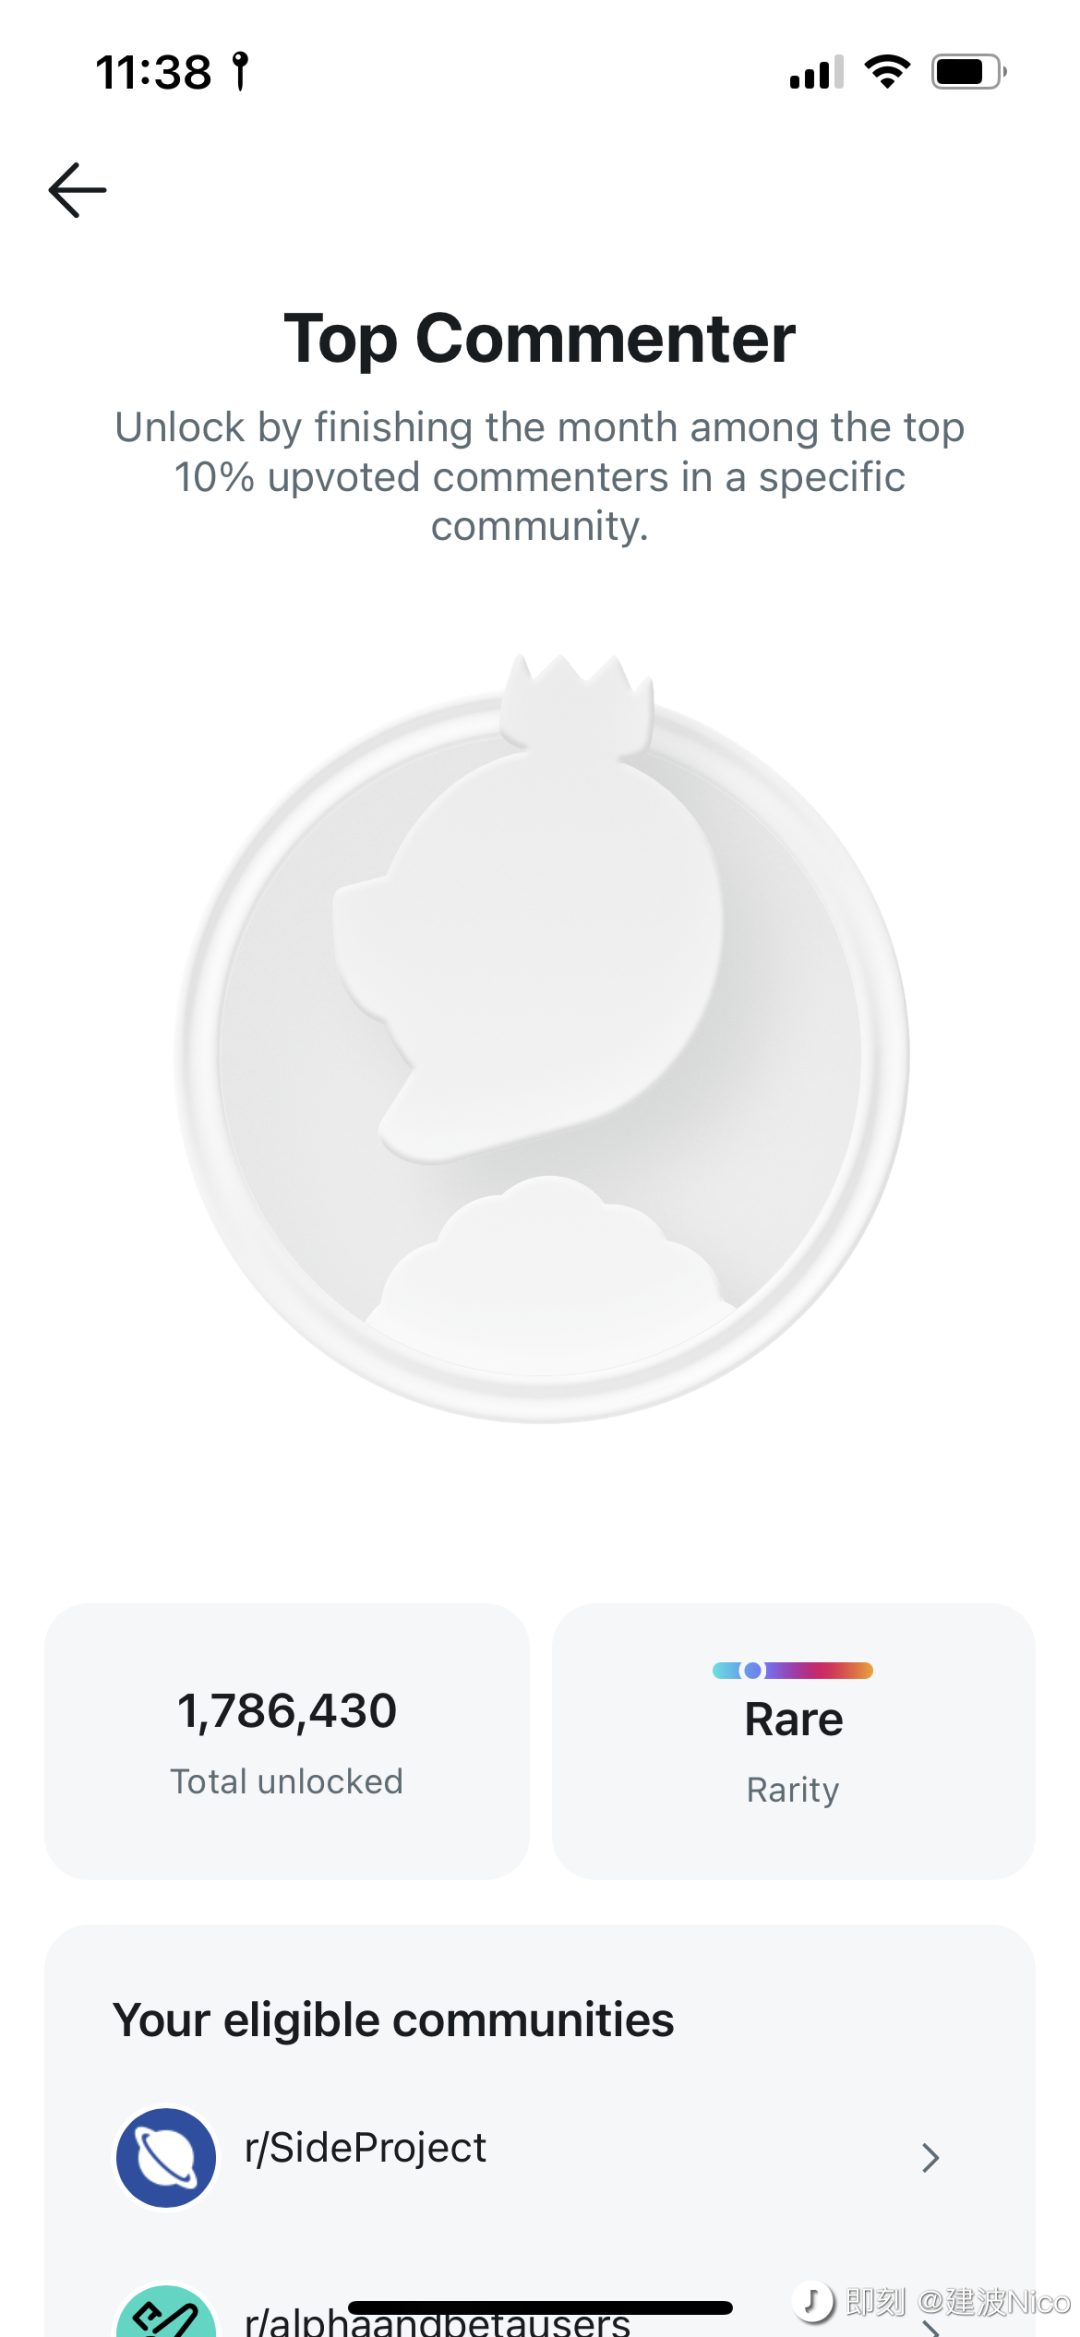 11:38
Top Commenter
Unlock by finishing the month among the top
10% upvoted commenters in a specific
community.
1,786,430
Total unlocked
Rare
Rarity
Your eligible communities
r/SideProject
r/alphaandbetausers
即刻 @建波Nico